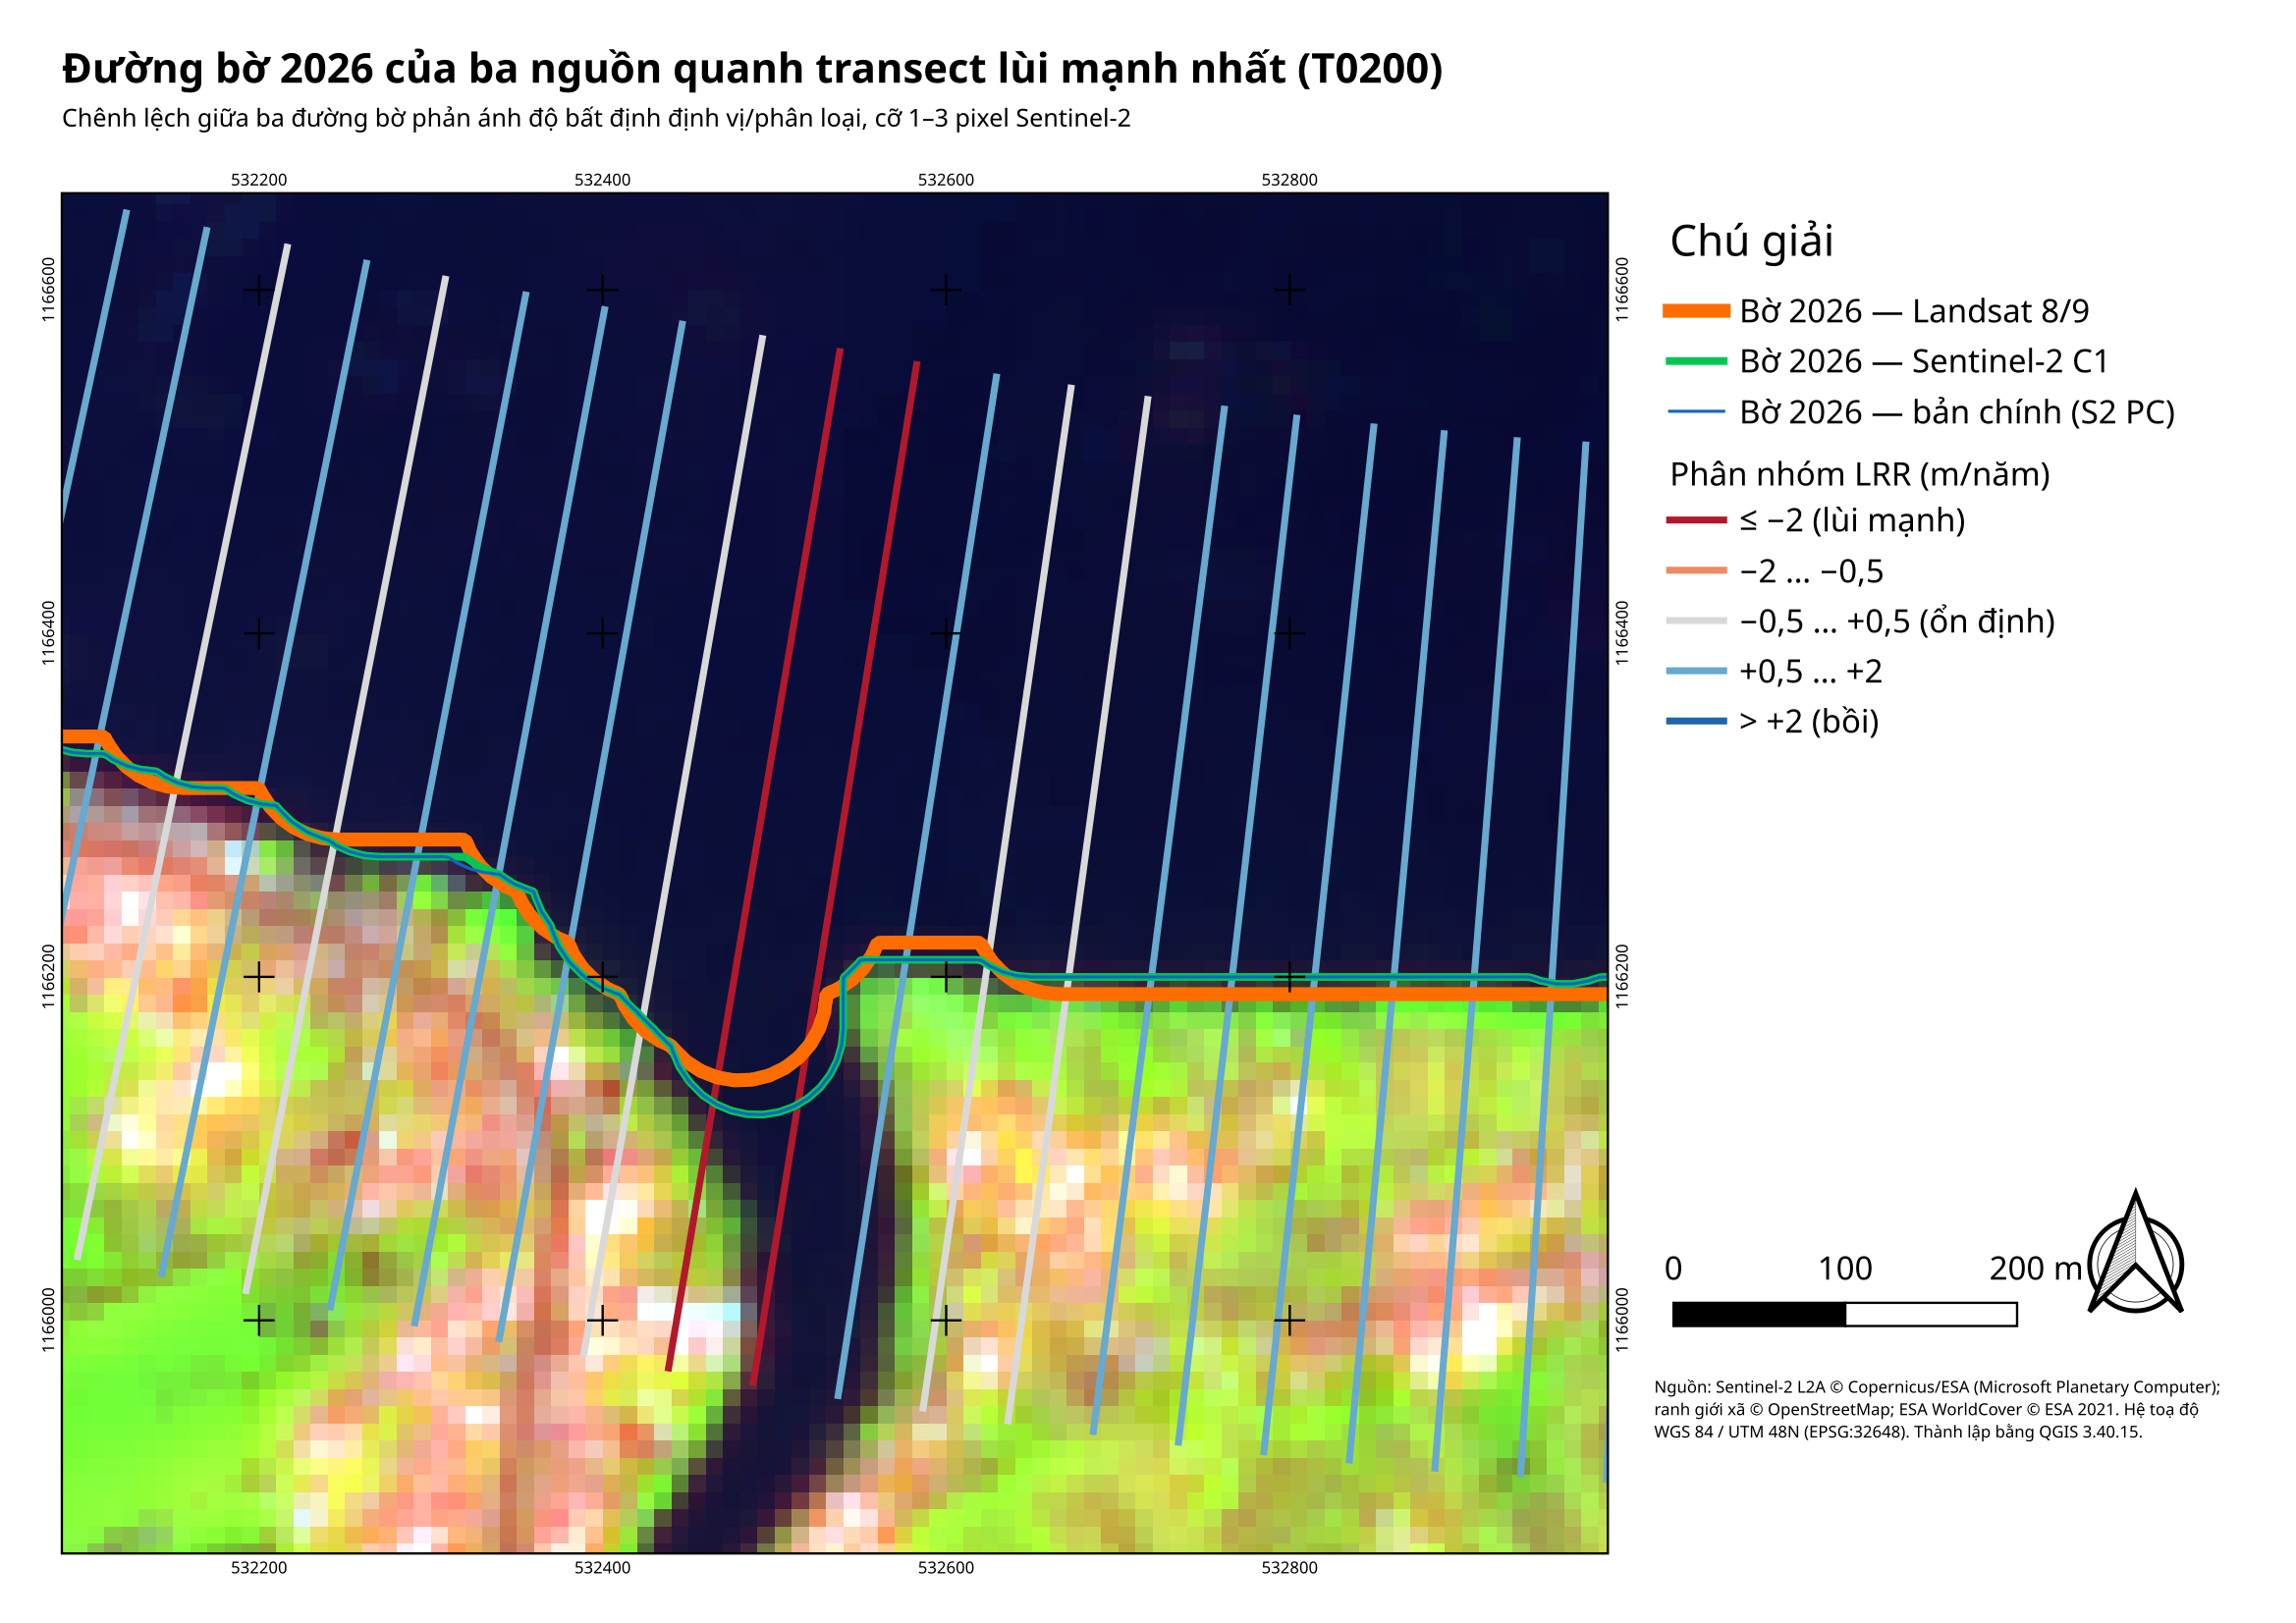 Đường bờ 2026 của ba nguồn quanh transect lùi mạnh nhất (T0200)
Chênh lệch giữa ba đường bờ phản ánh độ bất định định vị/phân loại, cỡ 1–3 pixel Sentinel-2
532200 532400 532600 532800
1166600 1166600
1166400 1166400
1166200 1166200
1166000 1166000
532200 532400 532600 532800
Chú giải
Bờ 2026 — Landsat 8/9
Bờ 2026 — Sentinel-2 C1
Bờ 2026 — bản chính (S2 PC)
Phân nhóm LRR (m/năm)
≤ −2 (lùi mạnh)
−2 … −0,5
−0,5 … +0,5 (ổn định)
+0,5 … +2
> +2 (bồi)
0 100 200 m
Nguồn: Sentinel-2 L2A © Copernicus/ESA (Microsoft Planetary Computer);
ranh giới xã © OpenStreetMap; ESA WorldCover © ESA 2021. Hệ toạ độ
WGS 84 / UTM 48N (EPSG:32648). Thành lập bằng QGIS 3.40.15.